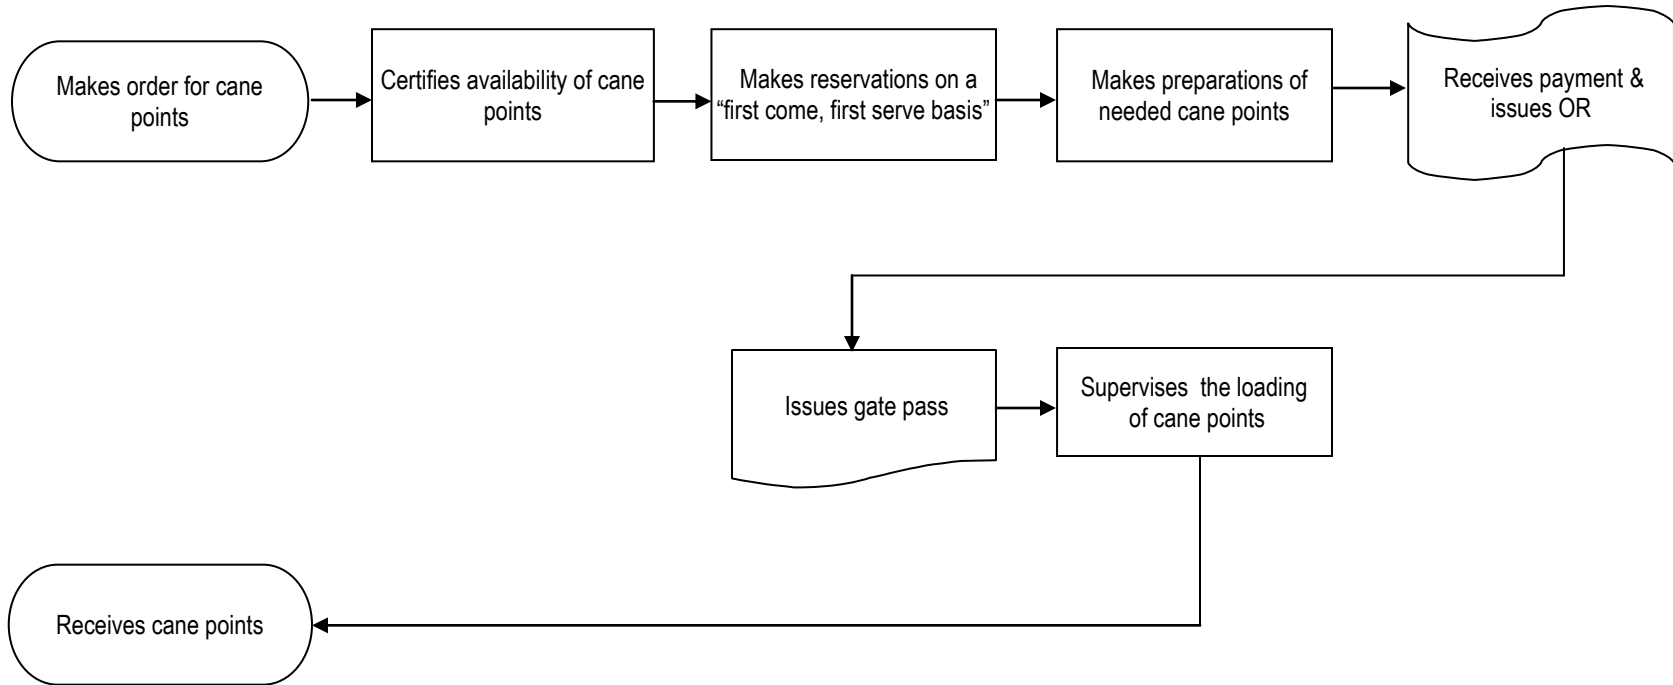 Makes order for cane
points
Certifies availability of cane
points
Makes reservations on a
“first come, first serve basis”
Makes preparations of
needed cane points
Receives payment &
issues OR
Issues gate pass
Supervises  the loading
of cane points
Receives cane points